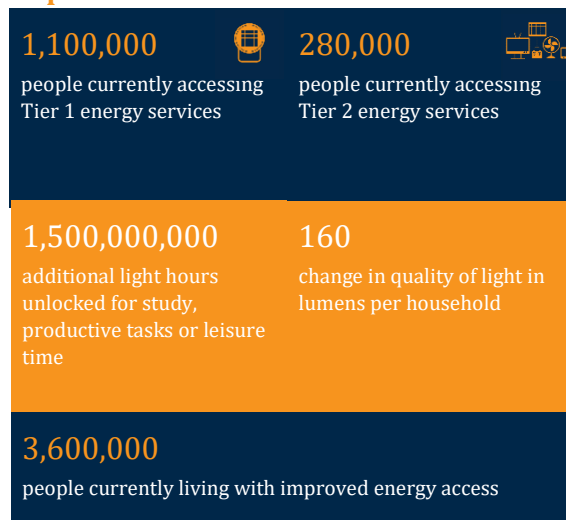 1,100,000
people currently accessing
Tier 1 energy services
280,000
people currently accessing
Tier 2 energy services
1,500,000,000
additional light hours
unlocked for study,
productive tasks or leisure
time
160
change in quality of light in
lumens per household
3,600,000
people currently living with improved energy access